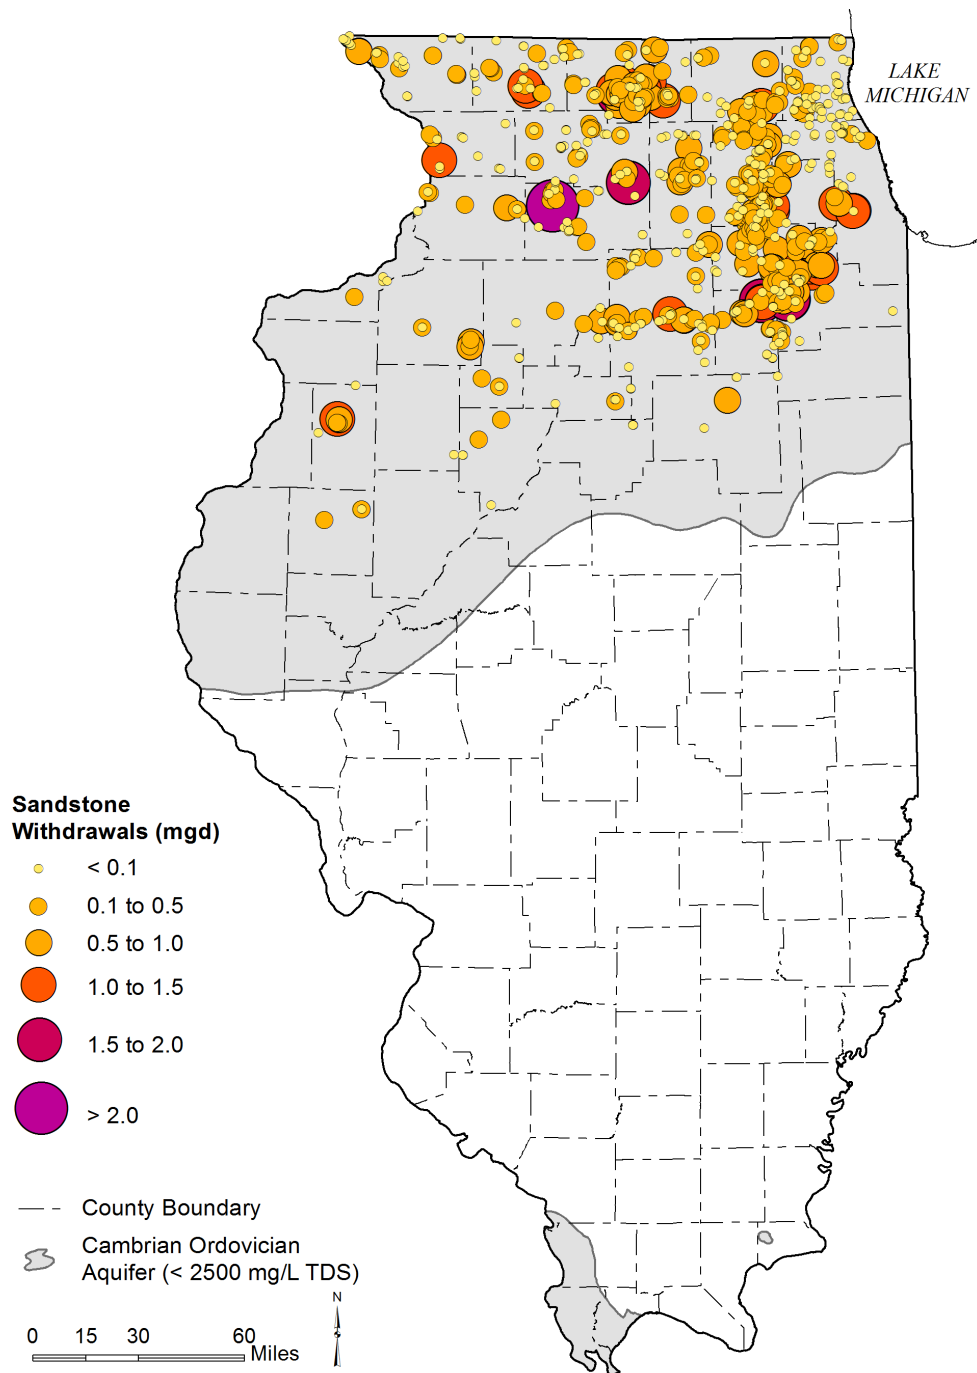 LAKE
MICHIGAN
Sandstone
Withdrawals (mgd)
< 0.1
0.1 to 0.5
0.5 to 1.0
1.0 to 1.5
1.5 to 2.0
> 2.0
County Boundary
Cambrian Ordovician
Aquifer (< 2500 mg/L TDS)
N
0 15 30 60
Miles